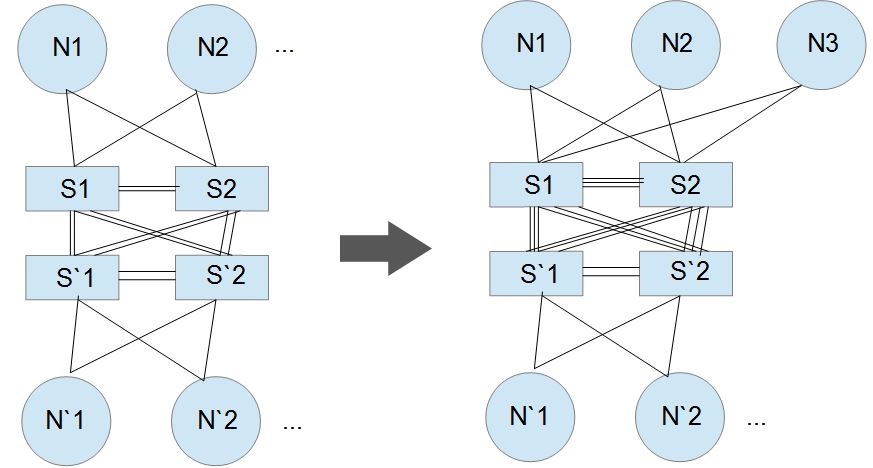 N1 N2 ...
S1 S2
S`1 S`2
N`1 N`2 ...
N1 N2 N3
S1 S2
S`1 S`2
N`1 N`2 ...